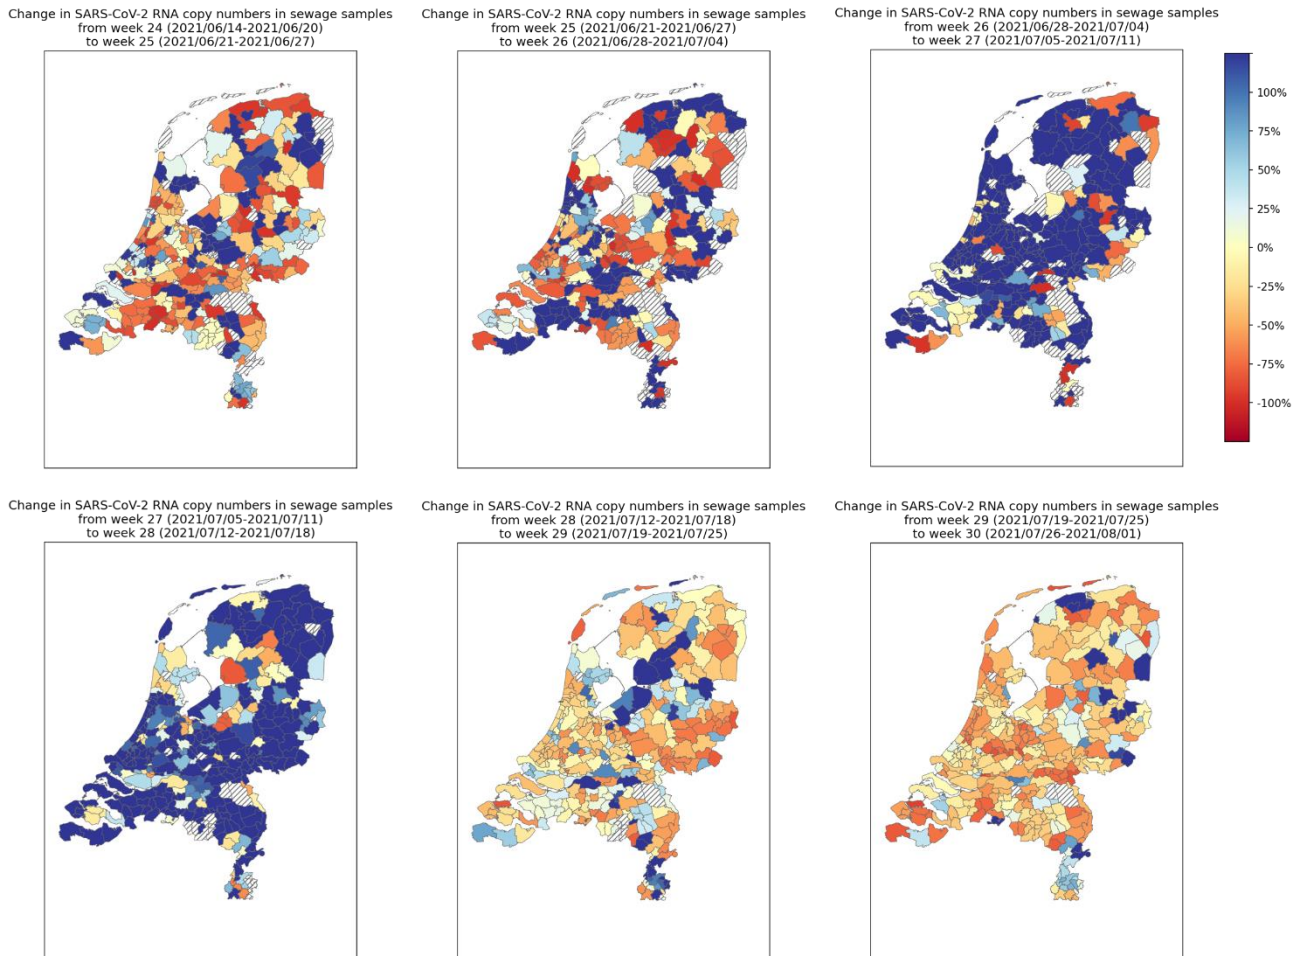 Change in SARS-CoV-2 RNA copy numbers in sewage samples
from week 24 (2021/06/14-2021/06/20)
to week 25 (2021/06/21-2021/06/27)
Change in SARS-CoV-2 RNA copy numbers in sewage samples
from week 25 (2021/06/21-2021/06/27)
to week 26 (2021/06/28-2021/07/04)
Change in SARS-CoV-2 RNA copy numbers in sewage samples
from week 26 (2021/06/28-2021/07/04)
to week 27 (2021/07/05-2021/07/11)
100%
75%
50%
25%
0%
-25%
-50%
-75%
-100%
Change in SARS-CoV-2 RNA copy numbers in sewage samples
from week 27 (2021/07/05-2021/07/11)
to week 28 (2021/07/12-2021/07/18)
Change in SARS-CoV-2 RNA copy numbers in sewage samples
from week 28 (2021/07/12-2021/07/18)
to week 29 (2021/07/19-2021/07/25)
Change in SARS-CoV-2 RNA copy numbers in sewage samples
from week 29 (2021/07/19-2021/07/25)
to week 30 (2021/07/26-2021/08/01)